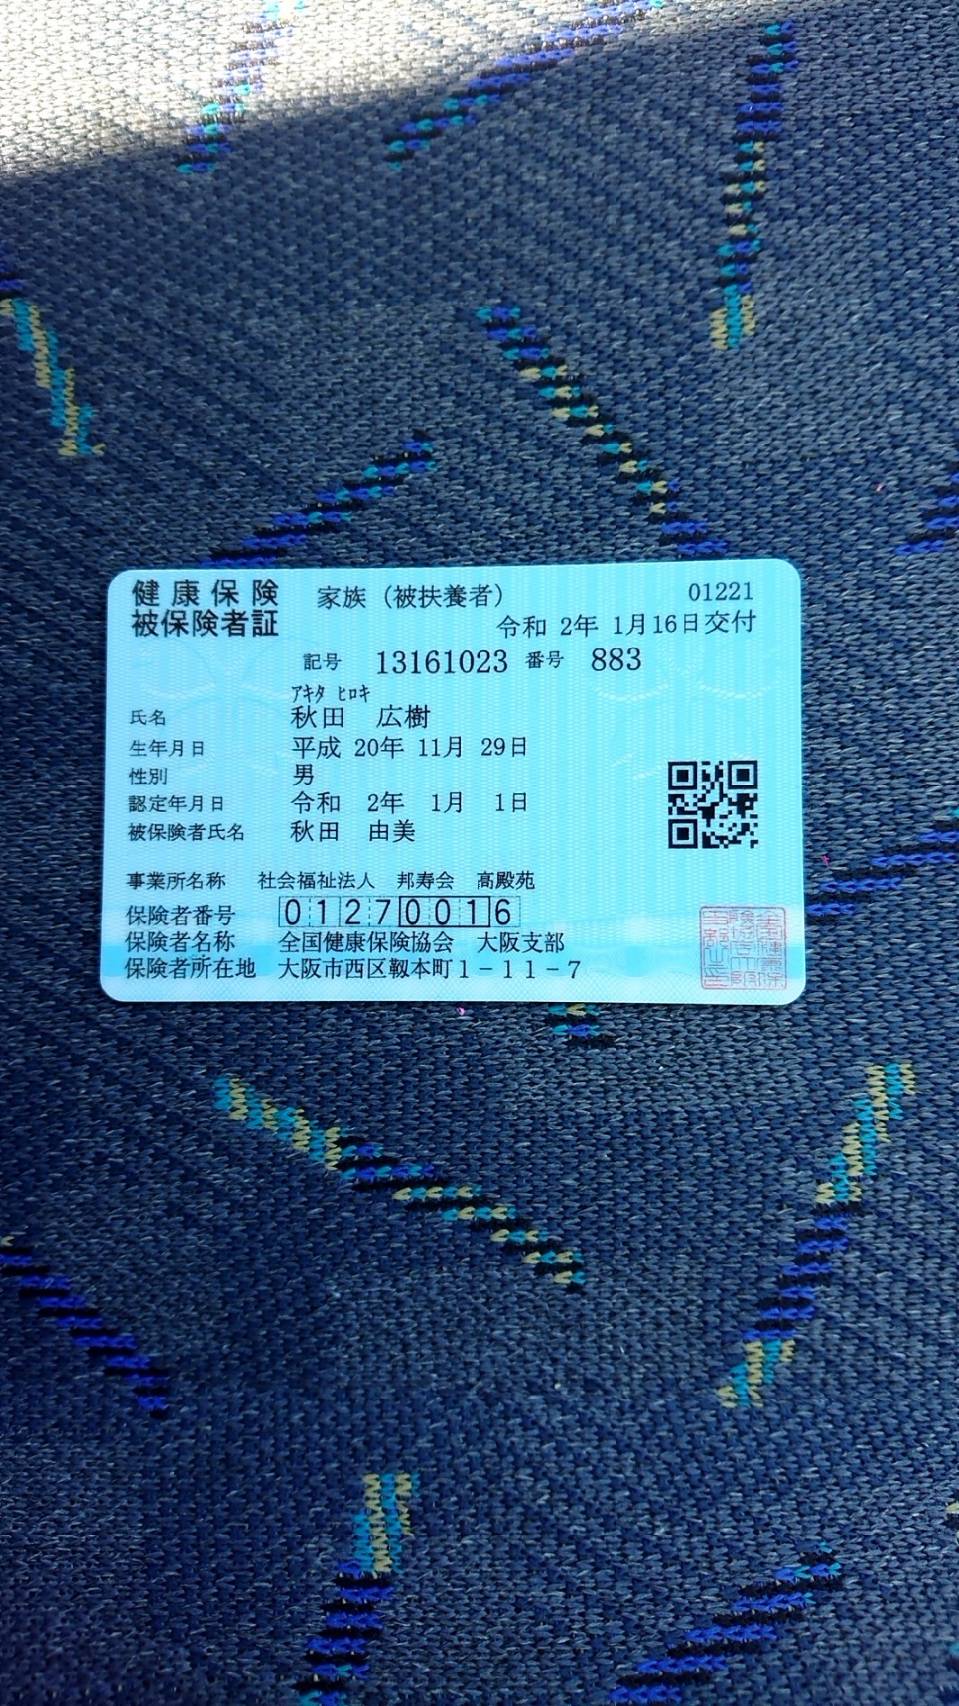 健康保険 家族（被扶養者） 01221
被保険者証 令和 2年 1月16日交付
記号 13161023 番号 883
ｱｷﾀ ﾋﾛｷ
氏名 秋田 広樹
生年月日 平成 20年 11月 29日
性別 男
認定年月日 令和 2年 1月 1日
被保険者氏名 秋田 由美
事業所名称 社会福祉法人 邦寿会 高殿苑
保険者番号 01270016
保険者名称 全国健康保険協会 大阪支部
保険者所在地 大阪市西区靱本町１－１１－７